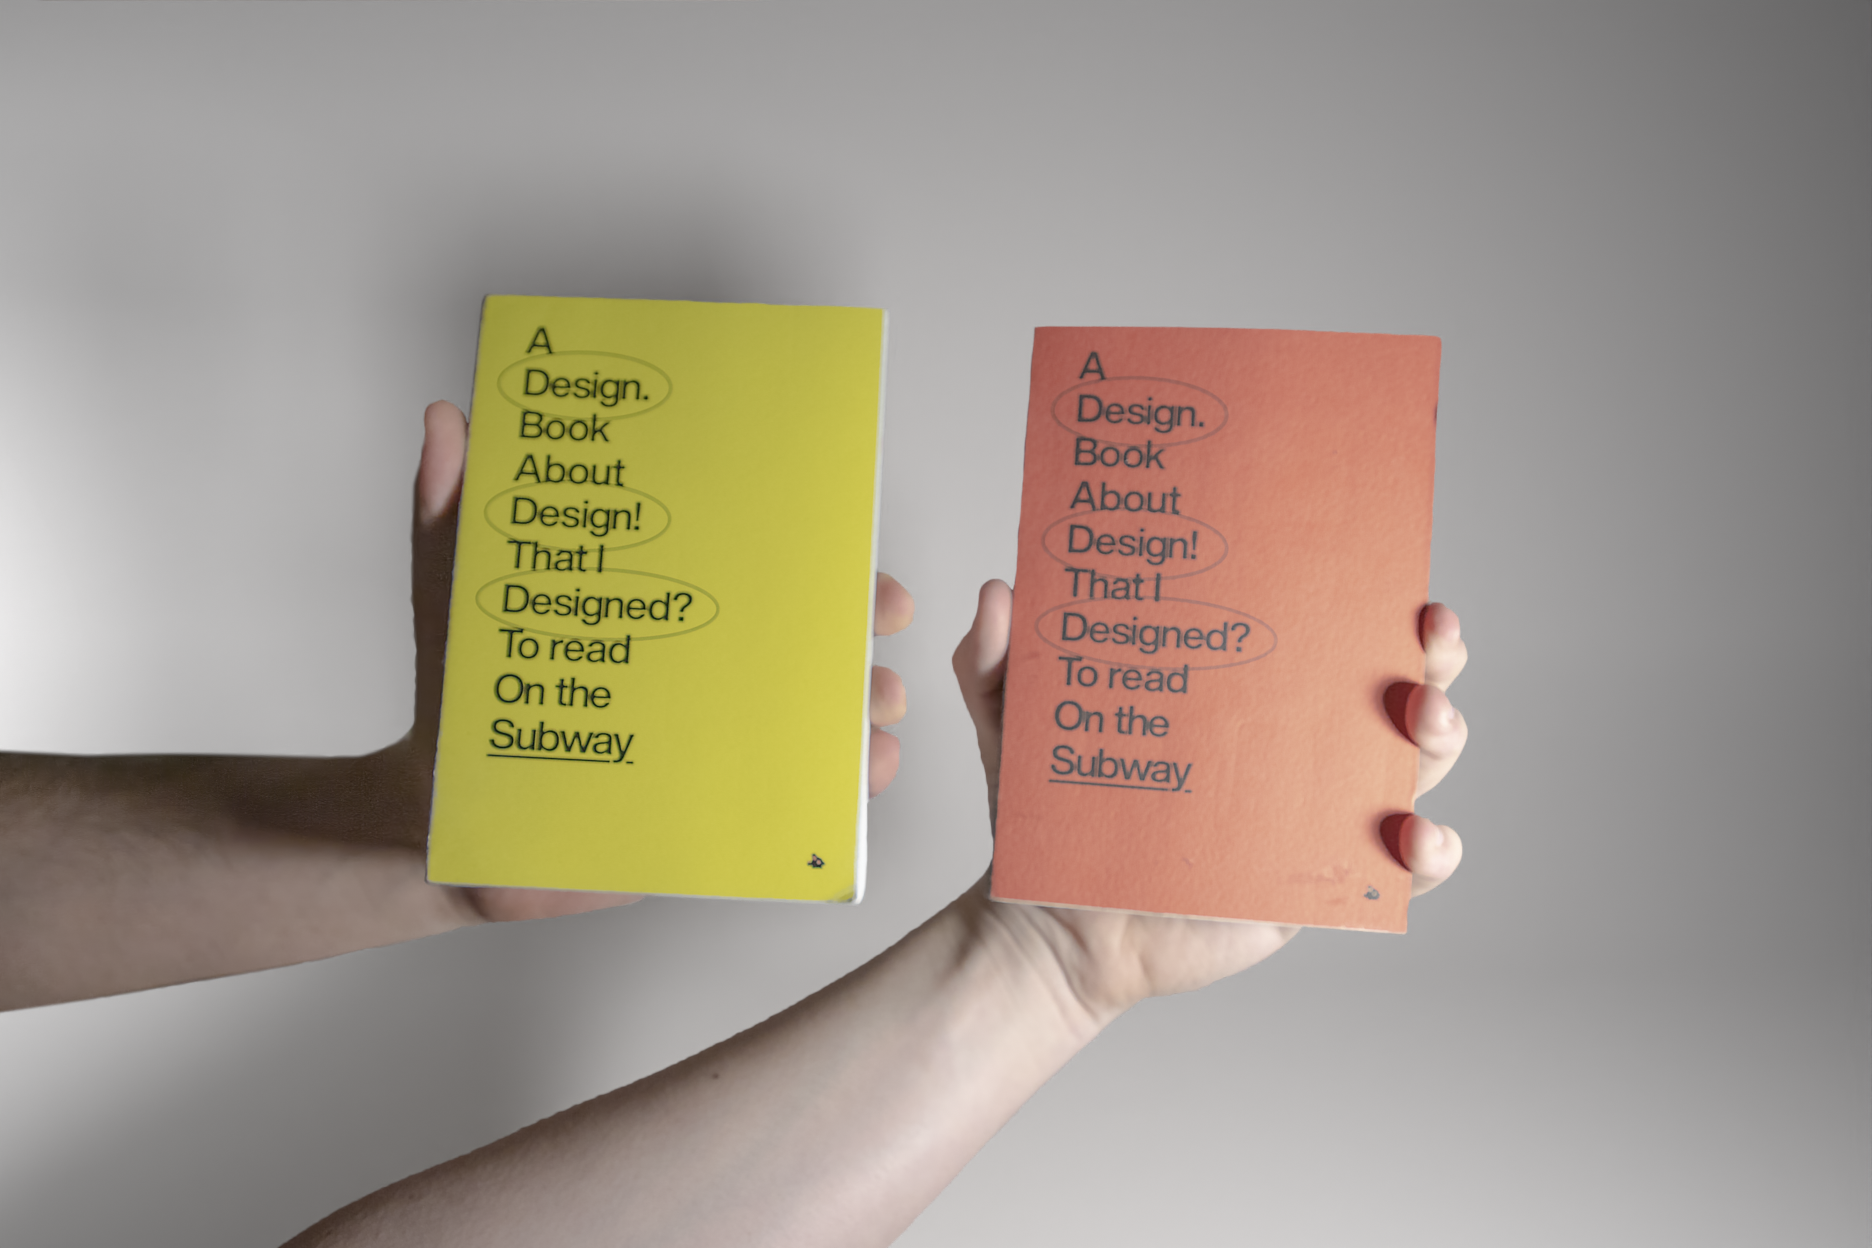 A
Design.
Book
About
Design!
That I
Designed?
To read
On the
Subway
A
Design.
Book
About
Design!
That I
Designed?
To read
On the
Subway